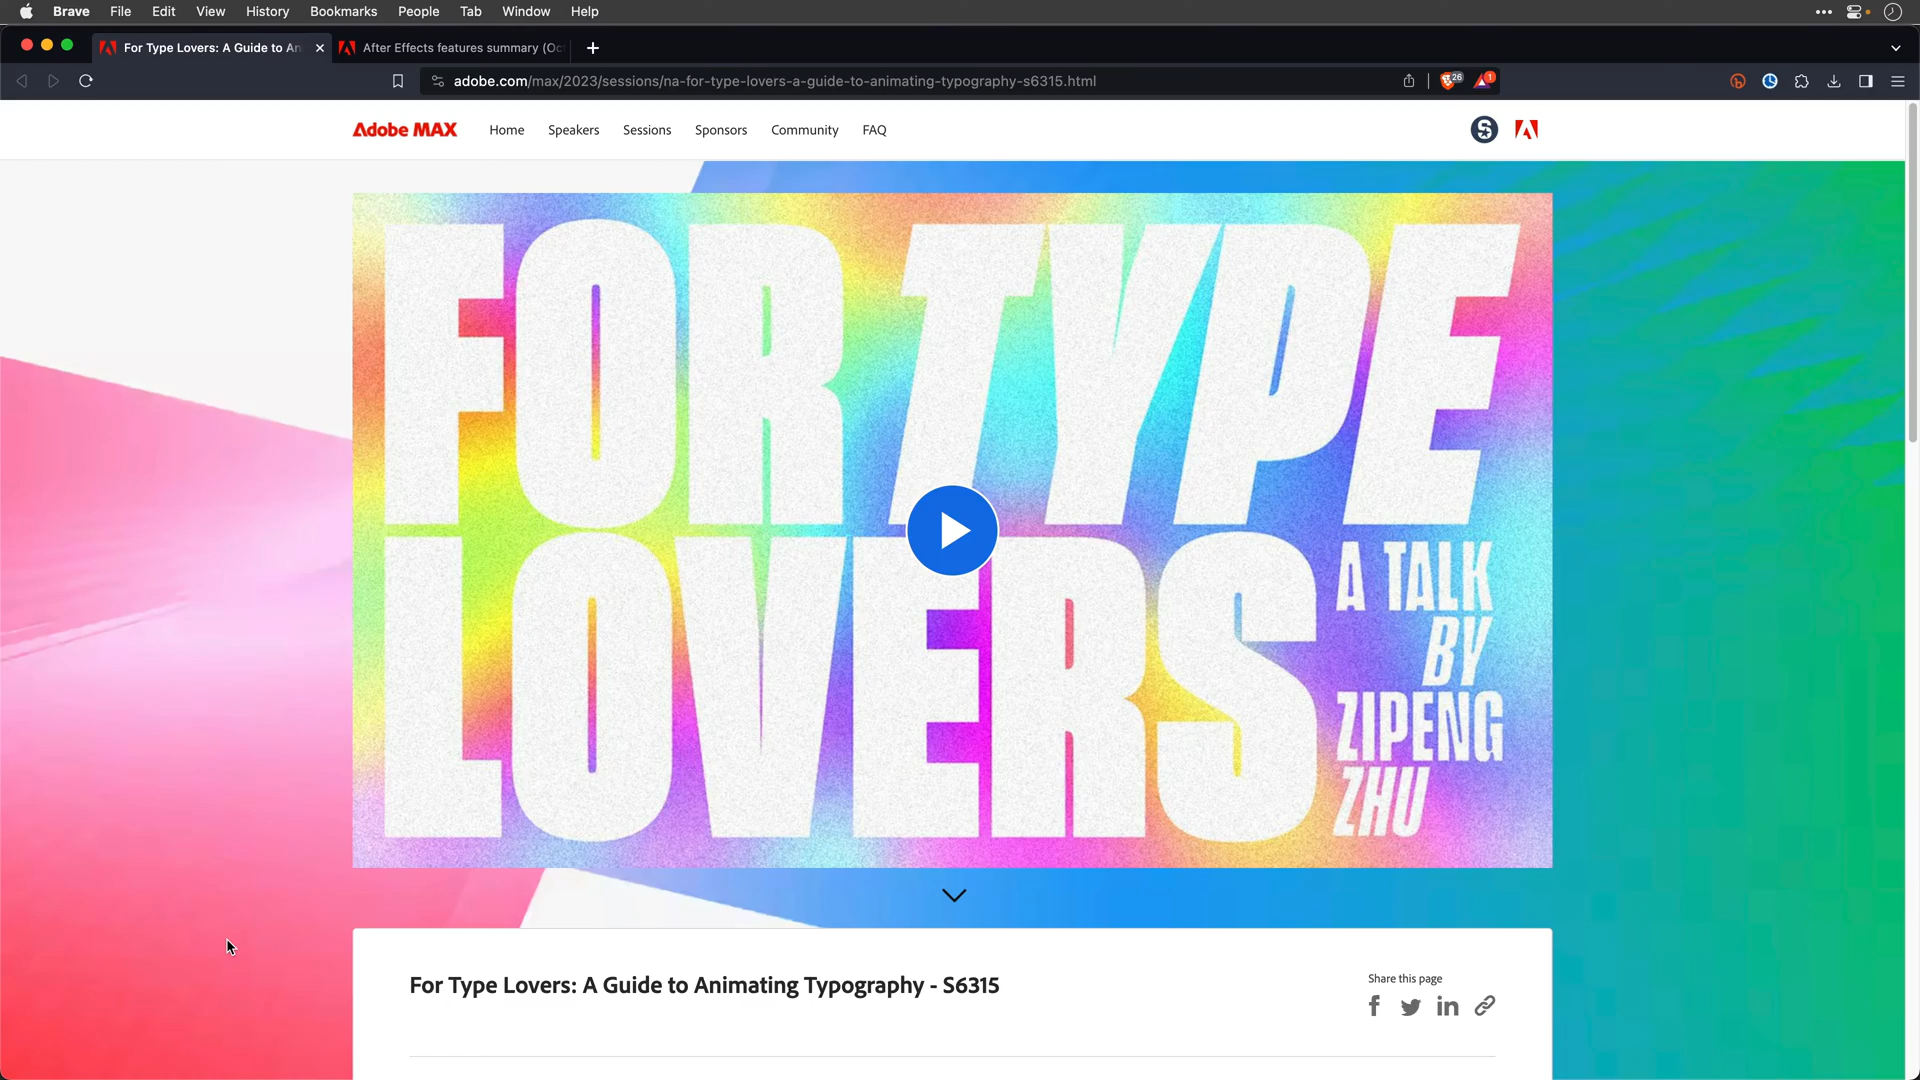 Brave File Edit View History Bookmarks People Tab Window Help
For Type Lovers: A Guide to An
After Effects features summary (Oc
adobe.com/max/2023/sessions/na-for-type-lovers-a-guide-to-animating-typography-s6315.html
26
1
Adobe MAX Home Speakers Sessions Sponsors Community FAQ
FOR TYPE
LOVERS
A TALK
BY
ZIPENG
ZHU
For Type Lovers: A Guide to Animating Typography - S6315
Share this page